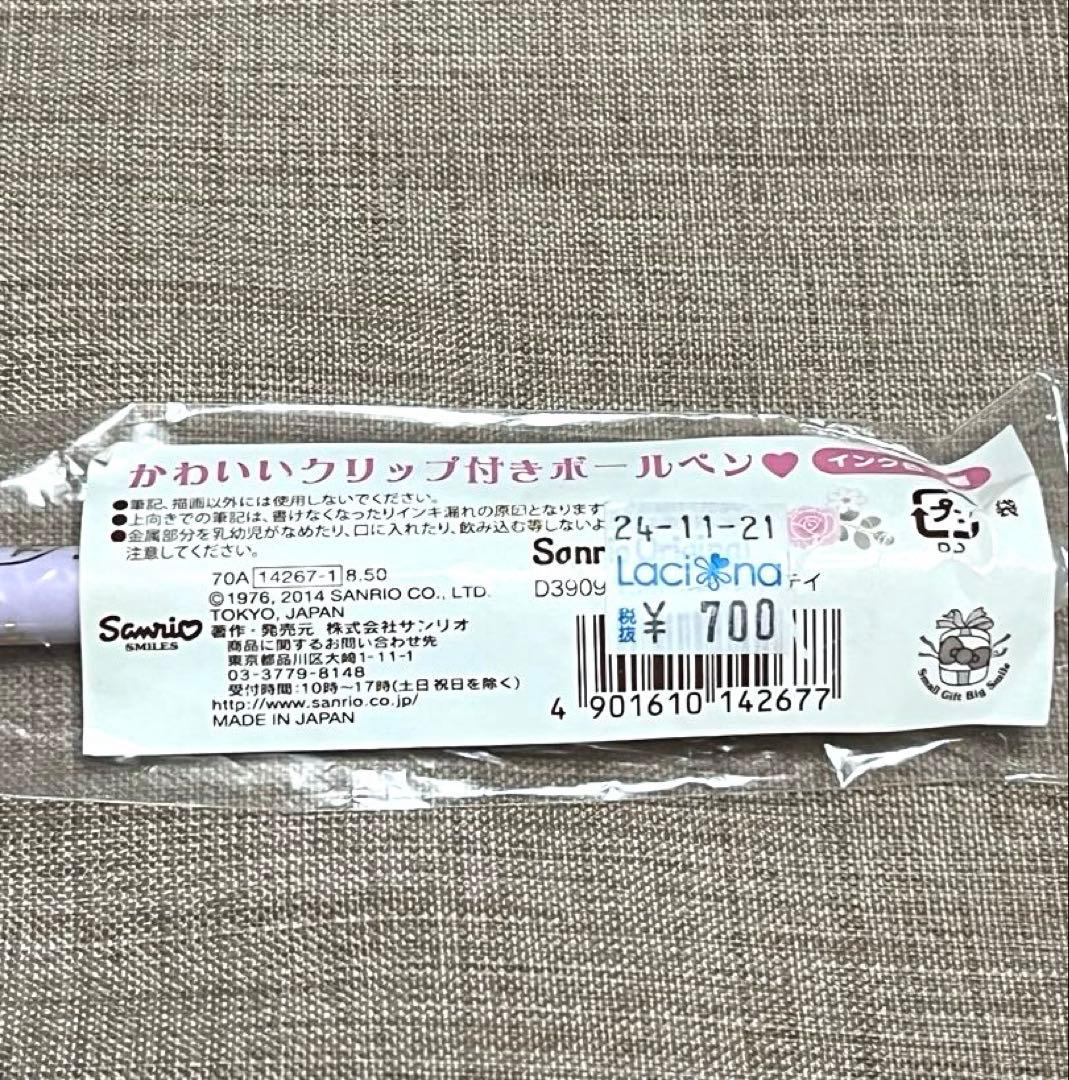 かわいいクリップ付きボールペン♥
インク
●筆記、描画以外には使用しないでください。
●上向きでの筆記は、書けなくなったりインキ漏れの原因となります
●金属部分を乳幼児がなめたり、口に入れたり、飲み込む等しないよ
注意してください。
プラ
袋
24-11-21
Lacisna
税抜 ¥ 700
Sanr
D3909
ティ
70A 14267-1 8.50
©1976, 2014 SANRIO CO., LTD.
TOKYO, JAPAN
Sanrio
SMILES
著作・発売元 株式会社サンリオ
商品に関するお問い合わせ先
東京都品川区大崎1-11-1
03-3779-8148
受付時間:10時〜17時(土日祝日を除く)
http://www.sanrio.co.jp/
MADE IN JAPAN
4 901610 142677
Small Gift Big Smile